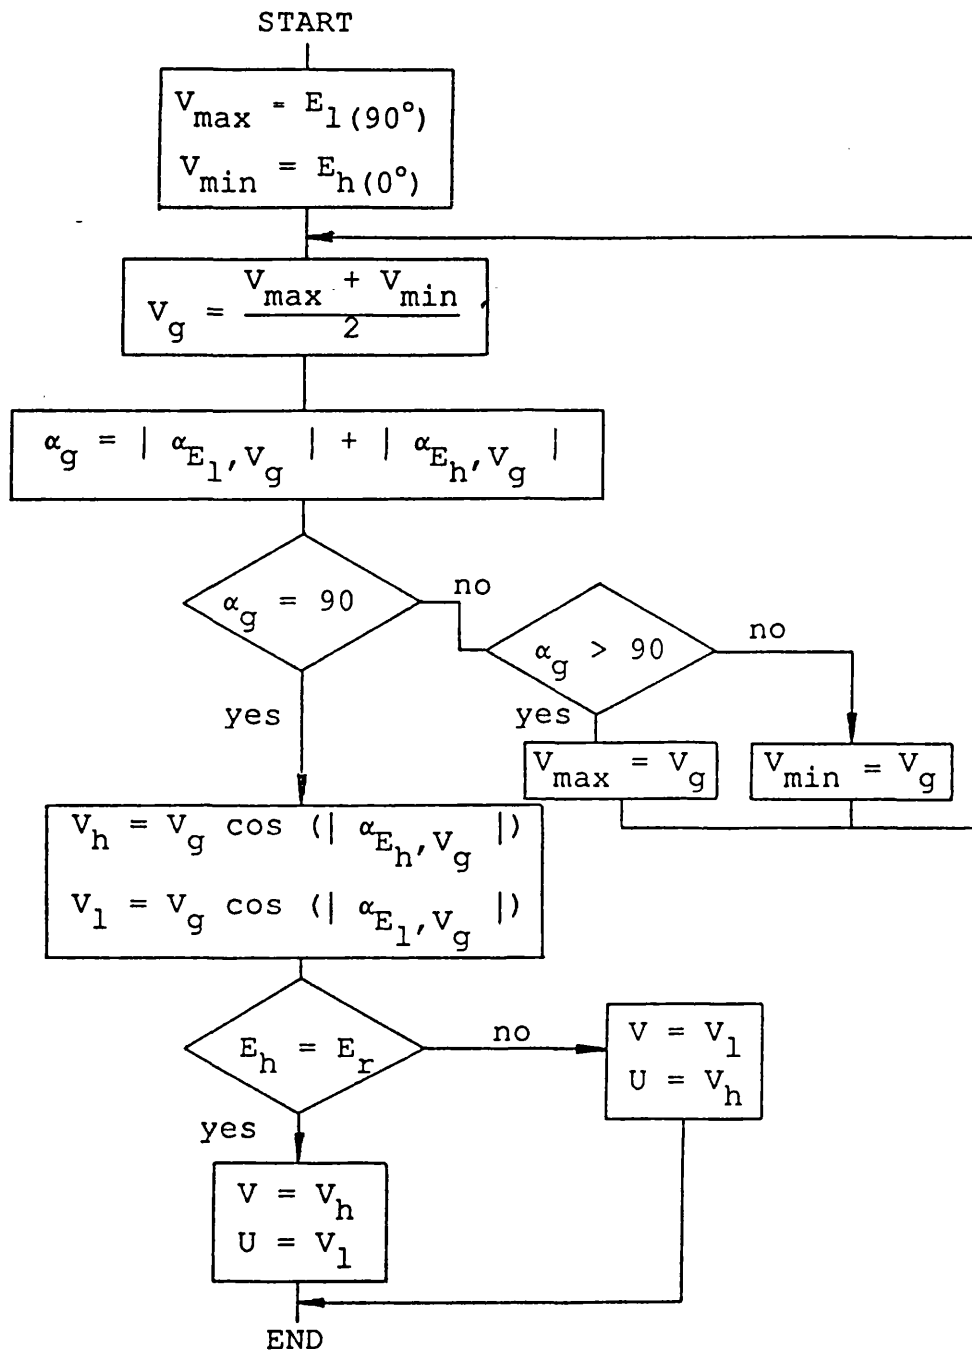 START
V_max = E_l(90°)
V_min = E_h(0°)
V_g = (V_max + V_min) / 2
α_g = | α_E_l,V_g | + | α_E_h,V_g |
α_g = 90
no
α_g > 90
no
yes
yes
V_max = V_g
V_min = V_g
V_h = V_g cos (| α_E_h,V_g |)
V_l = V_g cos (| α_E_l,V_g |)
E_h = E_r
no
V = V_l
U = V_h
yes
V = V_h
U = V_l
END